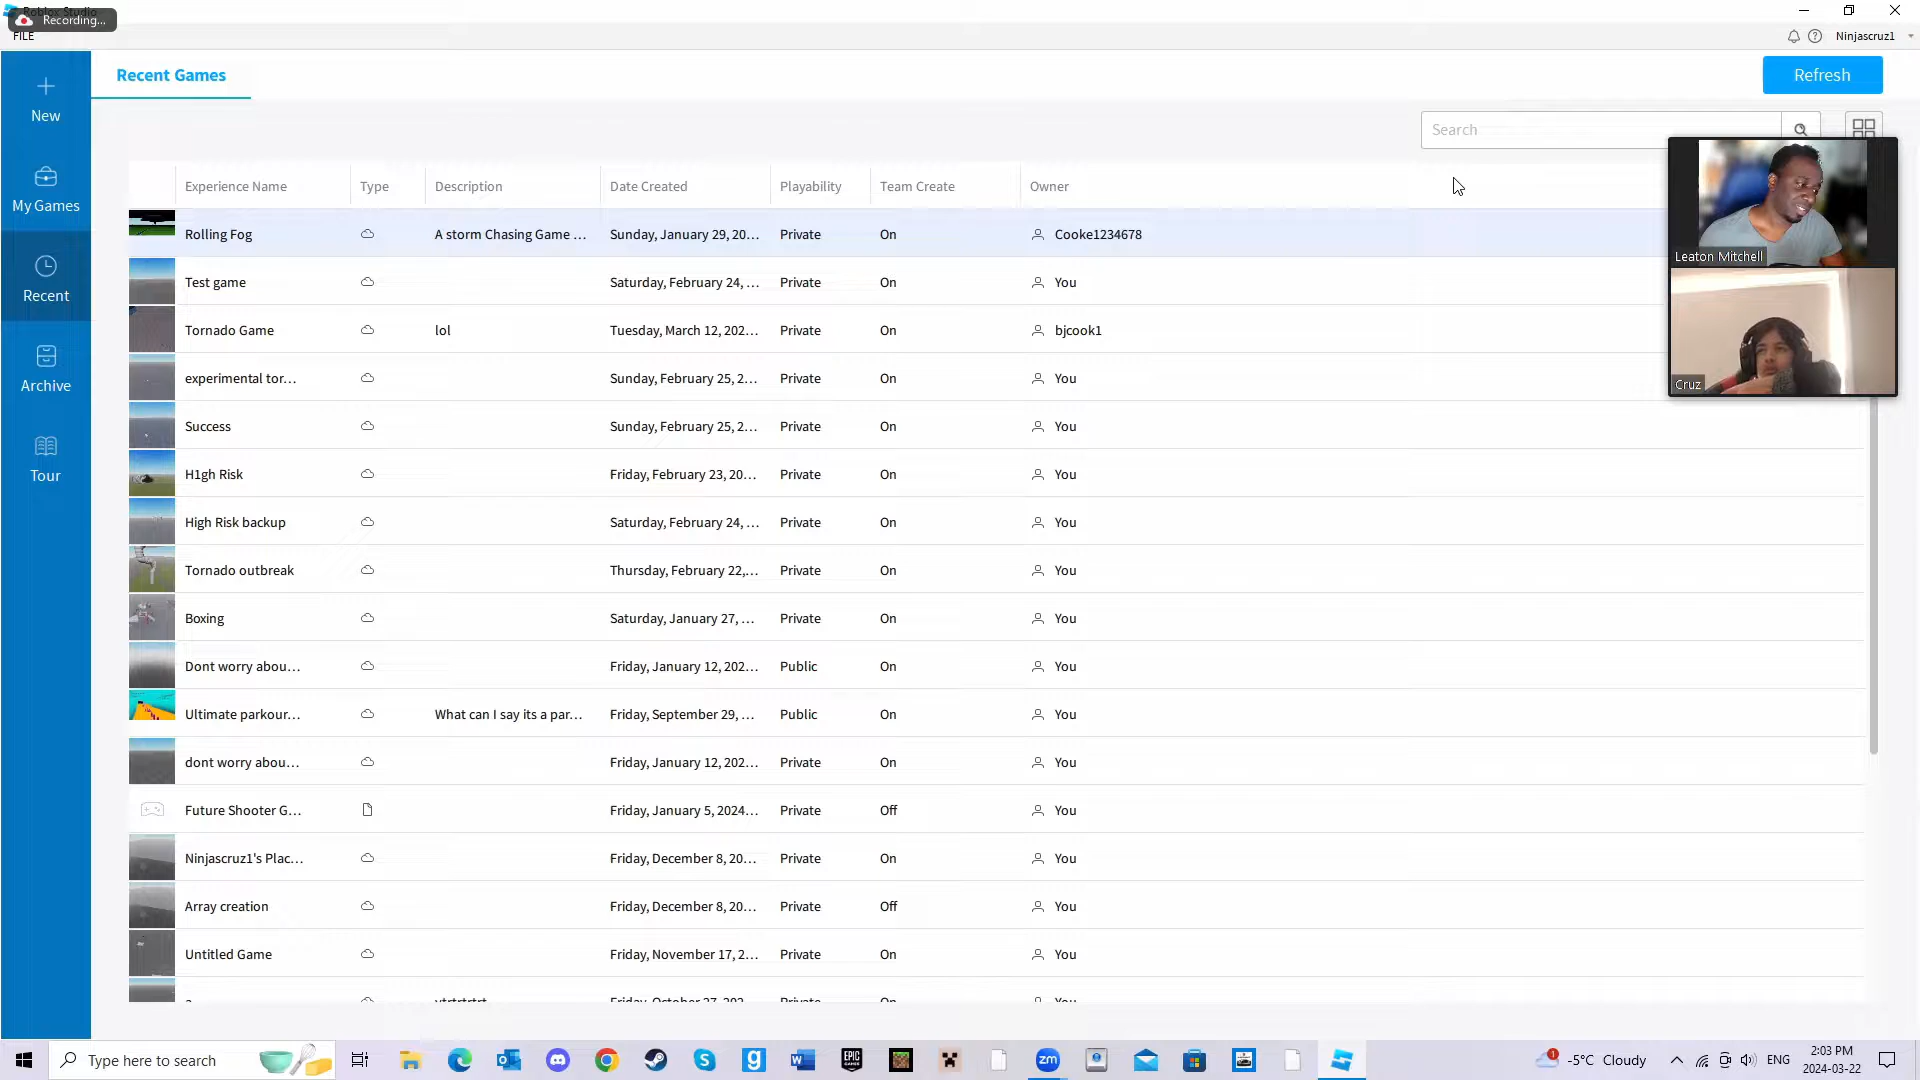 Recording...
FILE
Ninjascruz1
New
My Games
Recent
Archive
Tour
Recent Games
Refresh
Search
Experience Name Type Description Date Created Playability Team Create Owner
Rolling Fog A storm Chasing Game ... Sunday, January 29, 20... Private On Cooke1234678
Test game Saturday, February 24, ... Private On You
Tornado Game lol Tuesday, March 12, 202... Private On bjcook1
experimental tor... Sunday, February 25, 2... Private On You
Success Sunday, February 25, 2... Private On You
H1gh Risk Friday, February 23, 20... Private On You
High Risk backup Saturday, February 24, ... Private On You
Tornado outbreak Thursday, February 22,... Private On You
Boxing Saturday, January 27, ... Private On You
Dont worry abou... Friday, January 12, 202... Public On You
Ultimate parkour... What can I say its a par... Friday, September 29, ... Public On You
dont worry abou... Friday, January 12, 202... Private On You
Future Shooter G... Friday, January 5, 2024... Private Off You
Ninjascruz1's Plac... Friday, December 8, 20... Private On You
Array creation Friday, December 8, 20... Private Off You
Untitled Game Friday, November 17, 2... Private On You
Leaton Mitchell
Cruz
Type here to search
zm
EPIC GAMES
1
-5°C Cloudy
ENG
2:03 PM
2024-03-22